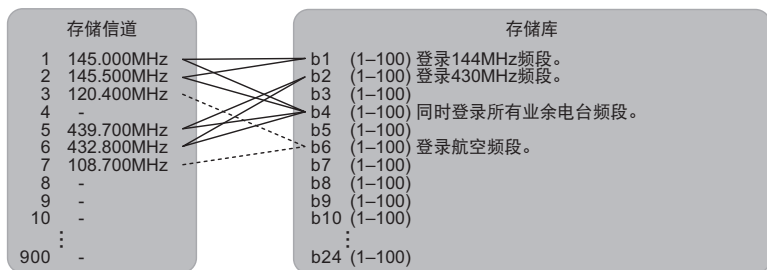 存储信道
1 145.000MHz
2 145.500MHz
3 120.400MHz
4 -
5 439.700MHz
6 432.800MHz
7 108.700MHz
8 -
9 -
10 -
⋮
900 -
存储库
b1 (1–100) 登录144MHz频段。
b2 (1–100) 登录430MHz频段。
b3 (1–100)
b4 (1–100) 同时登录所有业余电台频段。
b5 (1–100)
b6 (1–100) 登录航空频段。
b7 (1–100)
b8 (1–100)
b9 (1–100)
b10 (1–100)
⋮
b24 (1–100)